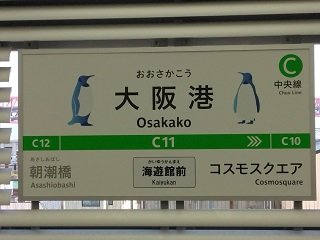 おおさかこう
大阪港
Osakako
C
中央線
Chuo Line
C12
C11
C10
あさしおばし
朝潮橋
Asashiobashi
かいゆうかんまえ
海遊館前
Kaiyukan
コスモスクエア
Cosmosquare